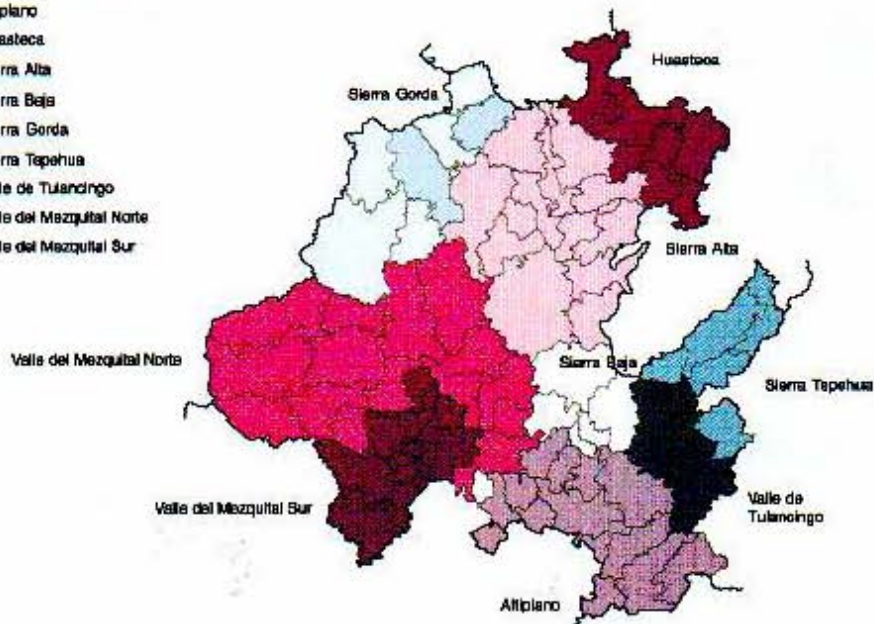 plano
asteca
rra Alta
rra Baja
rra Gorda
rra Tepehua
le de Tulancingo
le del Mezquital Norte
le del Mezquital Sur
Huasteca
Sierra Gorda
Sierra Alta
Valle del Mezquital Norte
Sierra Baja
Sierra Tepehua
Valle del Mezquital Sur
Valle de
Tulancingo
Altiplano